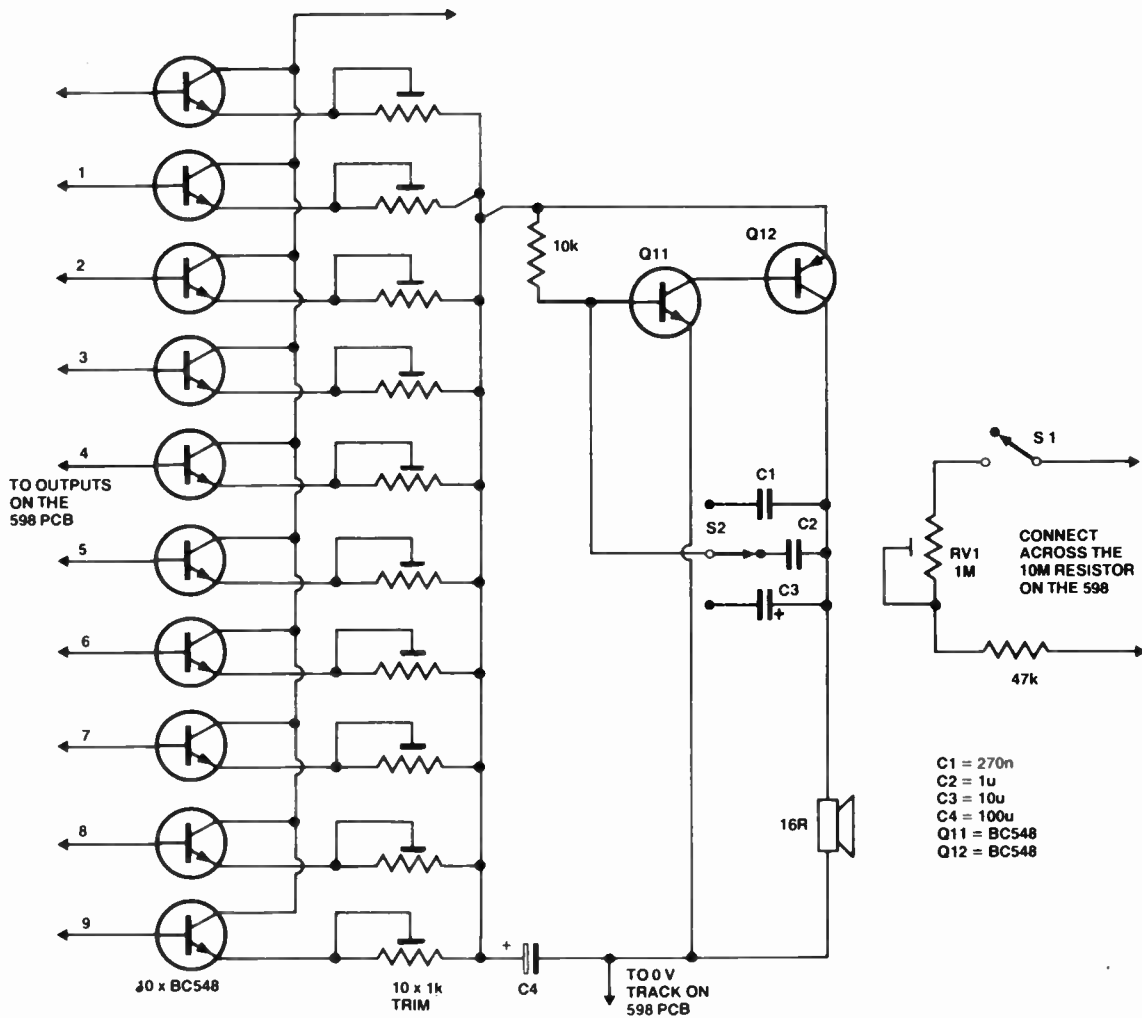 1
2
3
4
TO OUTPUTS
ON THE
598 PCB
5
6
7
8
9
10 x BC548
10 x 1k
TRIM
10k
Q11
Q12
C1
S2
C2
C3
+
16R
+
C4
TO 0 V
TRACK ON
598 PCB
S1
RV1
1M
CONNECT
ACROSS THE
10M RESISTOR
ON THE 598
47k
C1 = 270n
C2 = 1u
C3 = 10u
C4 = 100u
Q11 = BC548
Q12 = BC548